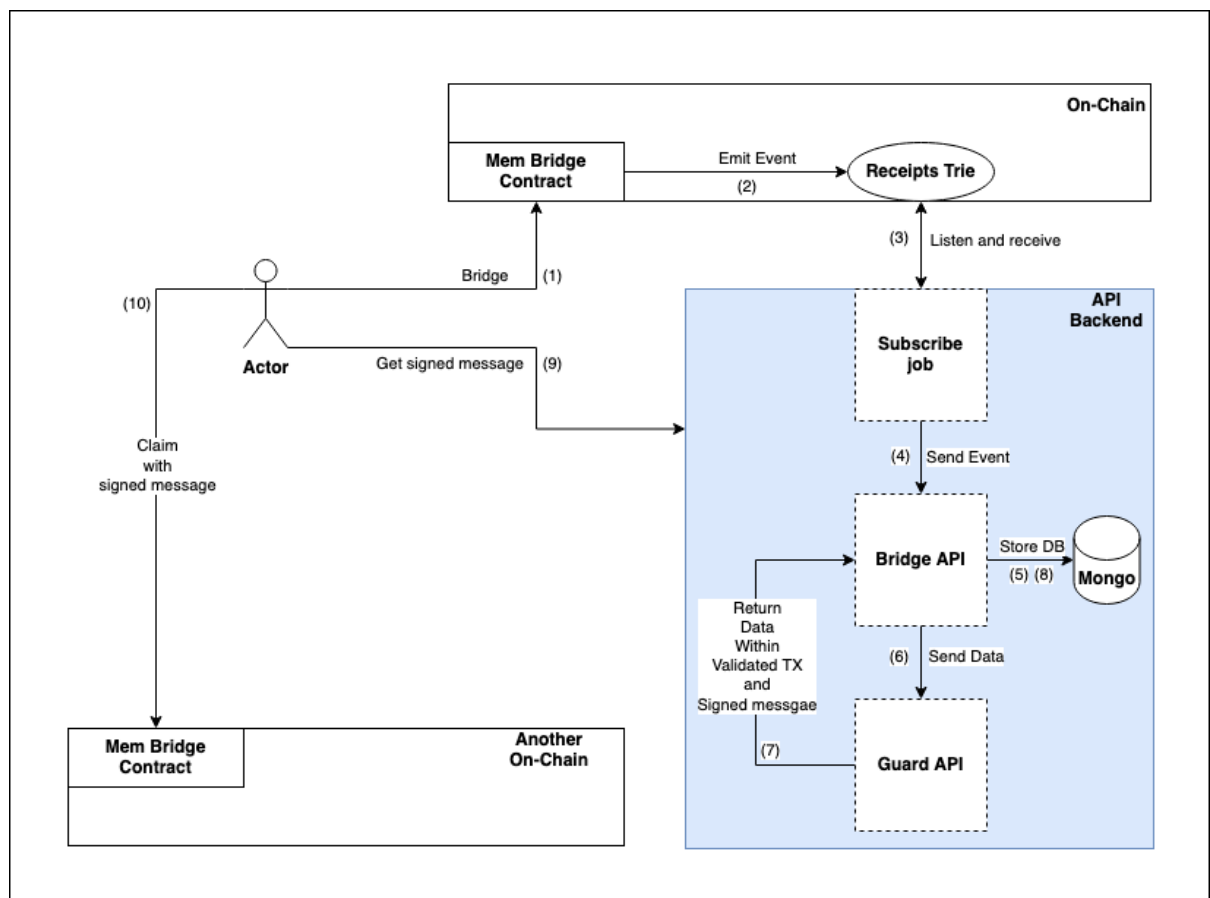 On-Chain
Mem Bridge
Contract
Emit Event
(2)
Receipts Trie
(3)
Listen and receive
Bridge
(1)
(10)
Actor
Get signed message
(9)
API
Backend
Subscribe
job
(4)
Send Event
Claim
with
signed message
Bridge API
Store DB
(5) (8)
Mongo
Return
Data
Within
Validated TX
and
Signed messgae
(6)
Send Data
(7)
Guard API
Mem Bridge
Contract
Another
On-Chain